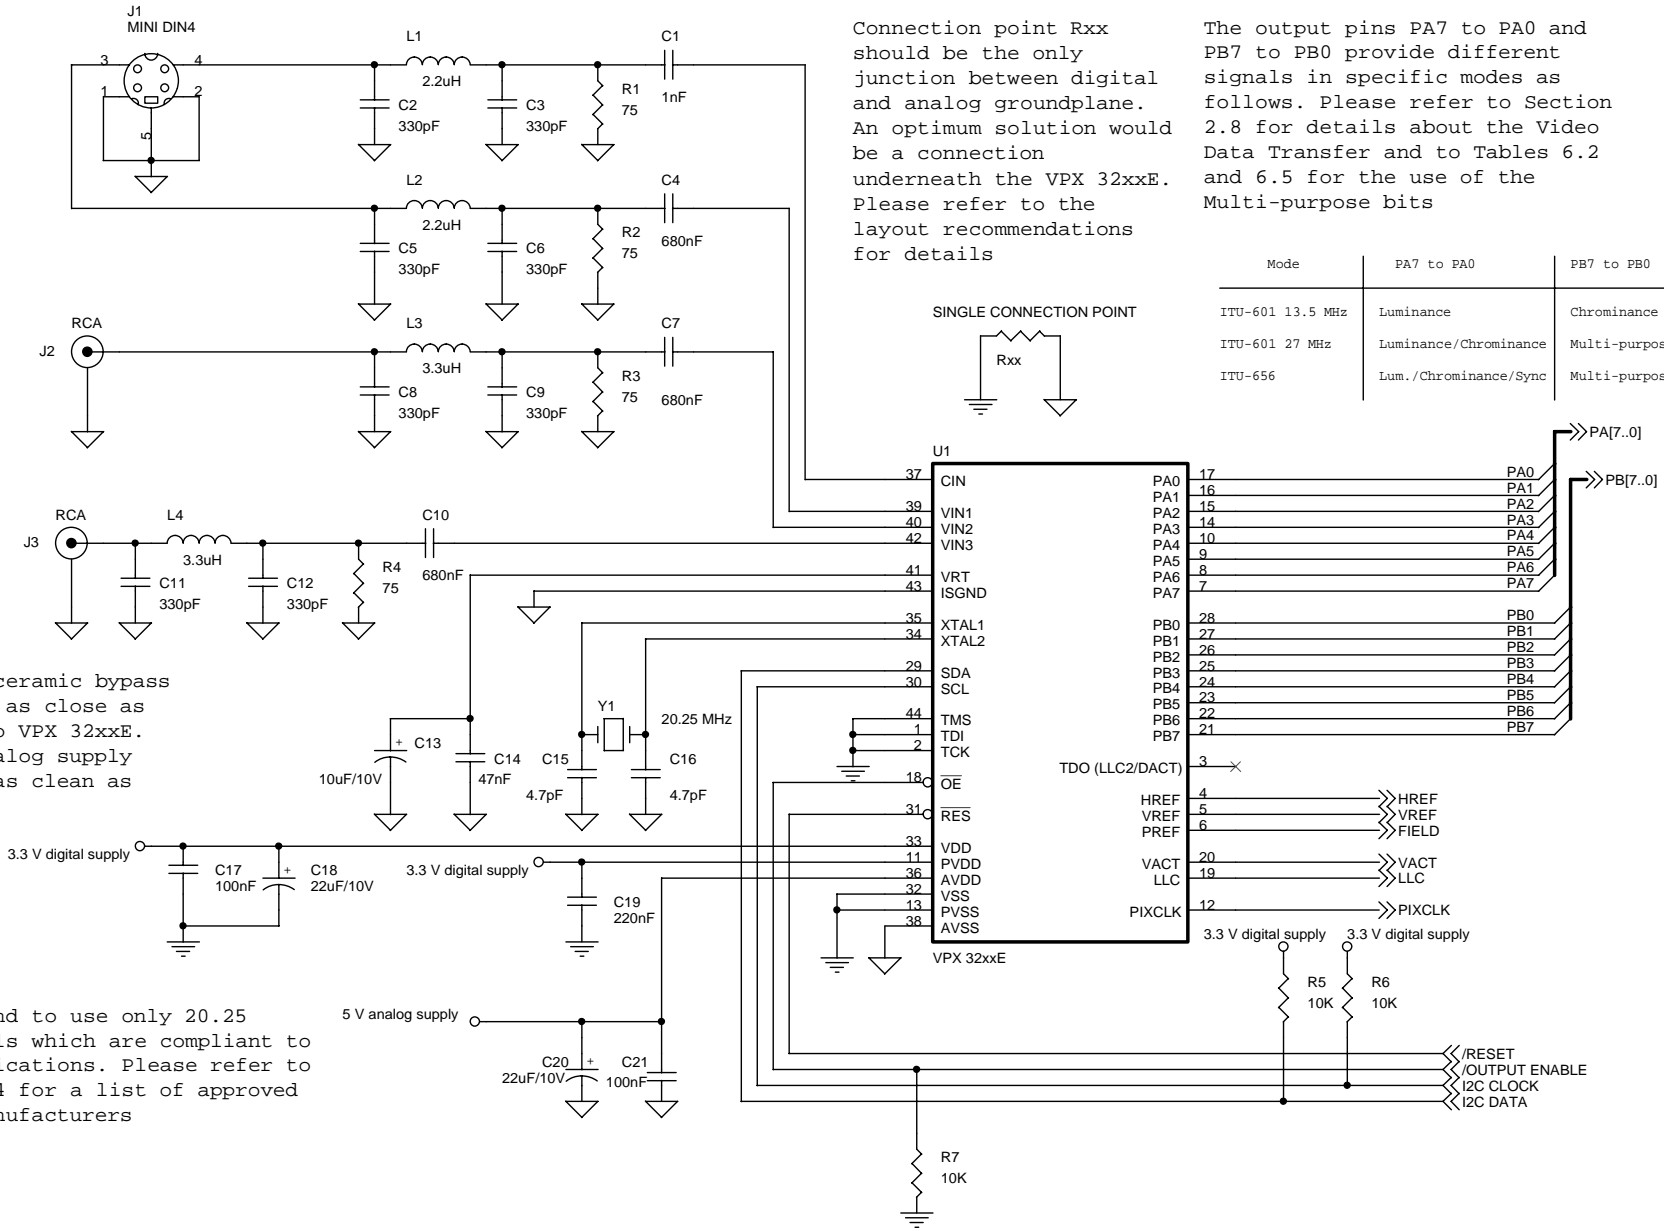 J1
MINI DIN4
3
4
1
2
5
L1
2.2uH
C1
1nF
C2
330pF
C3
330pF
R1
75
L2
2.2uH
C4
680nF
C5
330pF
C6
330pF
R2
75
RCA
J2
L3
3.3uH
C7
680nF
C8
330pF
C9
330pF
R3
75
RCA
J3
L4
3.3uH
C10
680nF
C11
330pF
C12
330pF
R4
75
Connection point Rxx
should be the only
junction between digital
and analog groundplane.
An optimum solution would
be a connection
underneath the VPX 32xxE.
Please refer to the
layout recommendations
for details
The output pins PA7 to PA0 and
PB7 to PB0 provide different
signals in specific modes as
follows. Please refer to Section
2.8 for details about the Video
Data Transfer and to Tables 6.2
and 6.5 for the use of the
Multi-purpose bits
Mode PA7 to PA0 PB7 to PB0
ITU-601 13.5 MHz Luminance Chrominance
ITU-601 27 MHz Luminance/Chrominance Multi-purpos
ITU-656 Lum./Chrominance/Sync Multi-purpos
SINGLE CONNECTION POINT
Rxx
U1
37 CIN
39 VIN1
40 VIN2
42 VIN3
41 VRT
43 ISGND
35 XTAL1
34 XTAL2
29 SDA
30 SCL
44 TMS
1 TDI
2 TCK
18 OE
31 RES
33 VDD
11 PVDD
36 AVDD
32 VSS
13 PVSS
38 AVSS
VPX 32xxE
PA0 17 PA0
PA1 16 PA1
PA2 15 PA2
PA3 14 PA3
PA4 10 PA4
PA5 9 PA5
PA6 8 PA6
PA7 7 PA7
PB0 28 PB0
PB1 27 PB1
PB2 26 PB2
PB3 25 PB3
PB4 24 PB4
PB5 23 PB5
PB6 22 PB6
PB7 21 PB7
PA[7..0]
PB[7..0]
TDO (LLC2/DACT) 3
HREF 4 HREF
VREF 5 VREF
PREF 6 FIELD
VACT 20 VACT
LLC 19 LLC
PIXCLK 12 PIXCLK
ceramic bypass
as close as
o VPX 32xxE.
alog supply
as clean as
C13
+
10uF/10V
C14
47nF
Y1
20.25 MHz
C15
4.7pF
C16
4.7pF
3.3 V digital supply
C17
100nF
+
C18
22uF/10V
3.3 V digital supply
C19
220nF
5 V analog supply
C20
+
22uF/10V
C21
100nF
nd to use only 20.25
ls which are compliant to
ications. Please refer to
4 for a list of approved
nufacturers
3.3 V digital supply
3.3 V digital supply
R5
10K
R6
10K
/RESET
/OUTPUT ENABLE
I2C CLOCK
I2C DATA
R7
10K